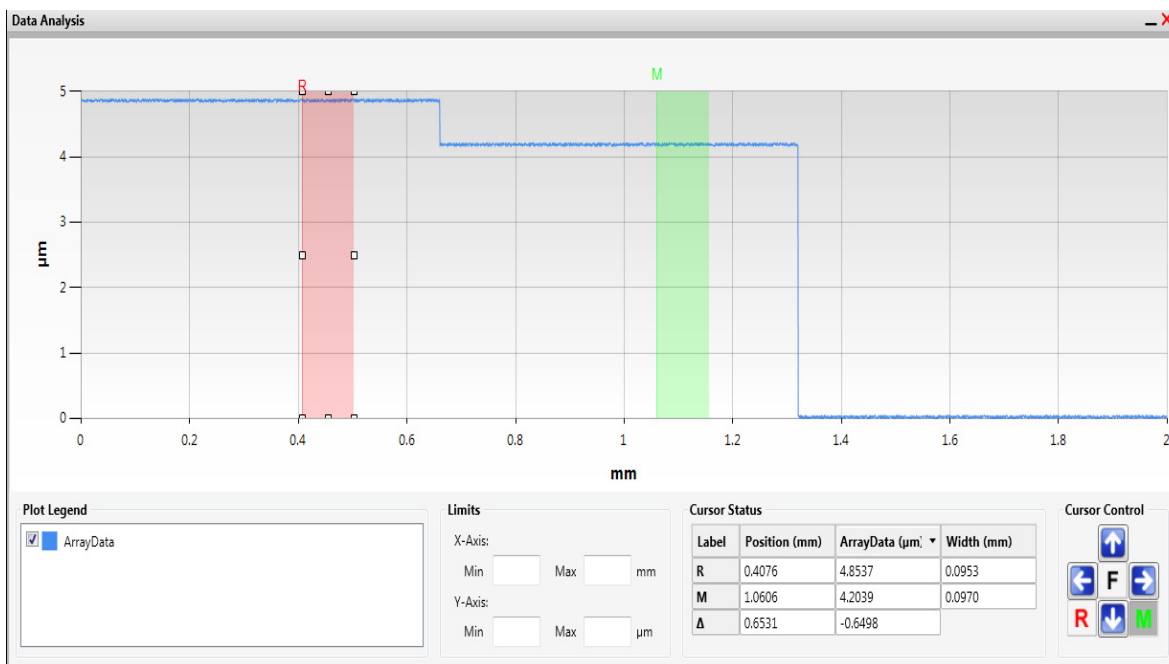 Data Analysis
R
M
5
4
3
2
1
0
µm
0 0.2 0.4 0.6 0.8 1 1.2 1.4 1.6 1.8 2
mm
Plot Legend
ArrayData
Limits
X-Axis:
Min Max mm
Y-Axis:
Min Max µm
Cursor Status
Label Position (mm) ArrayData (µm) Width (mm)
R 0.4076 4.8537 0.0953
M 1.0606 4.2039 0.0970
Δ 0.6531 -0.6498
Cursor Control
F
R M